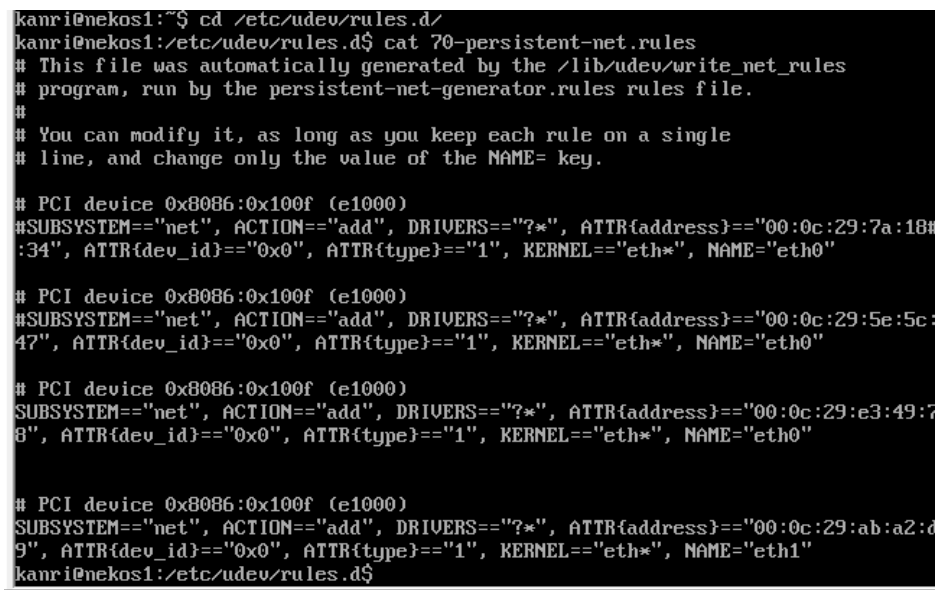 kanri@nekos1:~$ cd /etc/udev/rules.d/
kanri@nekos1:/etc/udev/rules.d$ cat 70-persistent-net.rules
# This file was automatically generated by the /lib/udev/write_net_rules
# program, run by the persistent-net-generator.rules rules file.
#
# You can modify it, as long as you keep each rule on a single
# line, and change only the value of the NAME= key.
# PCI device 0x8086:0x100f (e1000)
#SUBSYSTEM=="net", ACTION=="add", DRIVERS=="?*", ATTR{address}=="00:0c:29:7a:18#
:34", ATTR{dev_id}=="0x0", ATTR{type}=="1", KERNEL=="eth*", NAME="eth0"
# PCI device 0x8086:0x100f (e1000)
#SUBSYSTEM=="net", ACTION=="add", DRIVERS=="?*", ATTR{address}=="00:0c:29:5e:5c:
47", ATTR{dev_id}=="0x0", ATTR{type}=="1", KERNEL=="eth*", NAME="eth0"
# PCI device 0x8086:0x100f (e1000)
SUBSYSTEM=="net", ACTION=="add", DRIVERS=="?*", ATTR{address}=="00:0c:29:e3:49:7
8", ATTR{dev_id}=="0x0", ATTR{type}=="1", KERNEL=="eth*", NAME="eth0"
# PCI device 0x8086:0x100f (e1000)
SUBSYSTEM=="net", ACTION=="add", DRIVERS=="?*", ATTR{address}=="00:0c:29:ab:a2:d
9", ATTR{dev_id}=="0x0", ATTR{type}=="1", KERNEL=="eth*", NAME="eth1"
kanri@nekos1:/etc/udev/rules.d$